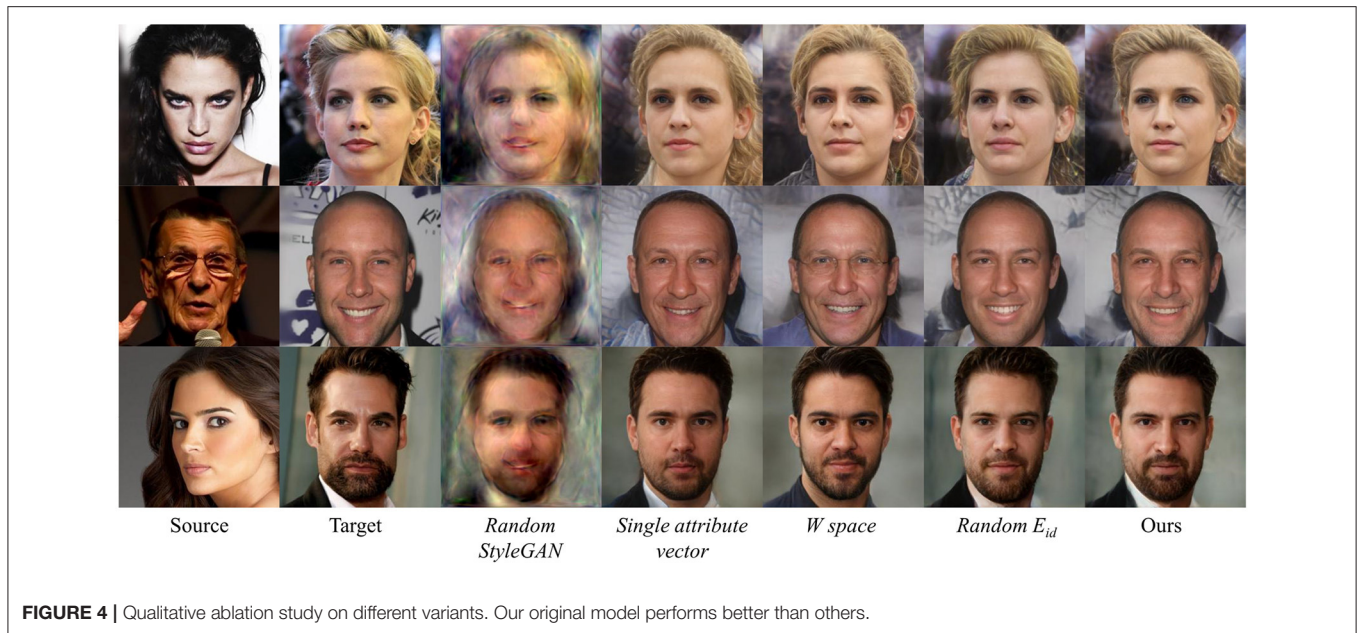 ELE
Source
Target
Random
StyleGAN
Single attribute
vector
W space
Random E_id
Ours
FIGURE 4 | Qualitative ablation study on different variants. Our original model performs better than others.